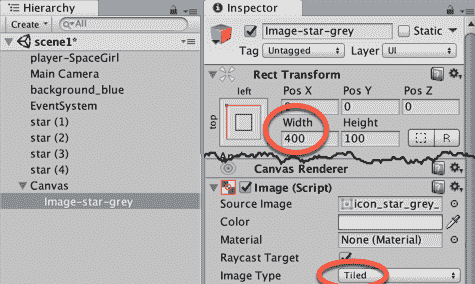 Hierarchy
Create All
scene1*
player-SpaceGirl
Main Camera
background_blue
EventSystem
star (1)
star (2)
star (3)
star (4)
Canvas
Image-star-grey
Inspector
Image-star-grey Static
Tag Untagged Layer UI
Rect Transform
left
top
Pos X Pos Y Pos Z
0 0
Width Height
400 100 R
Canvas Renderer
Image (Script)
Source Image icon_star_grey_
Color
Material None (Material)
Raycast Target
Image Type Tiled